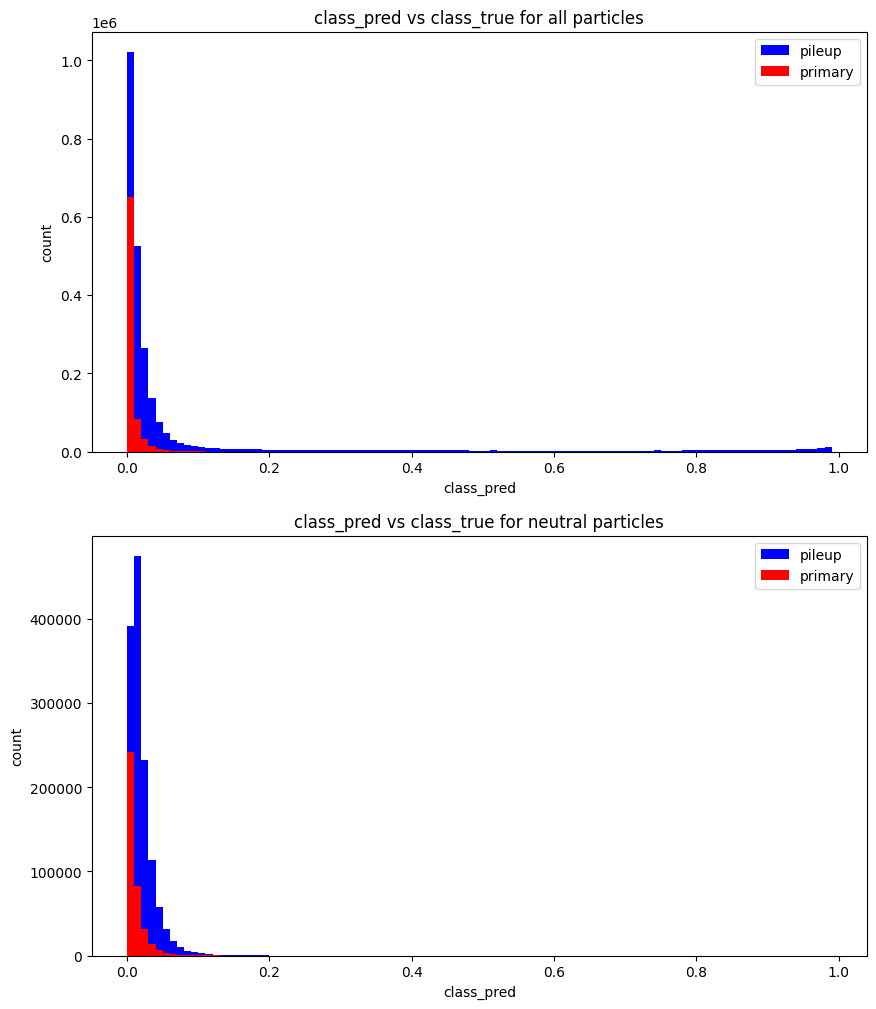 class_pred vs class_true for all particles
1e6
pileup
primary
1.0
0.8
0.6
0.4
0.2
0.0
count
0.0 0.2 0.4 0.6 0.8 1.0
class_pred
class_pred vs class_true for neutral particles
pileup
primary
400000
300000
200000
100000
0
count
0.0 0.2 0.4 0.6 0.8 1.0
class_pred